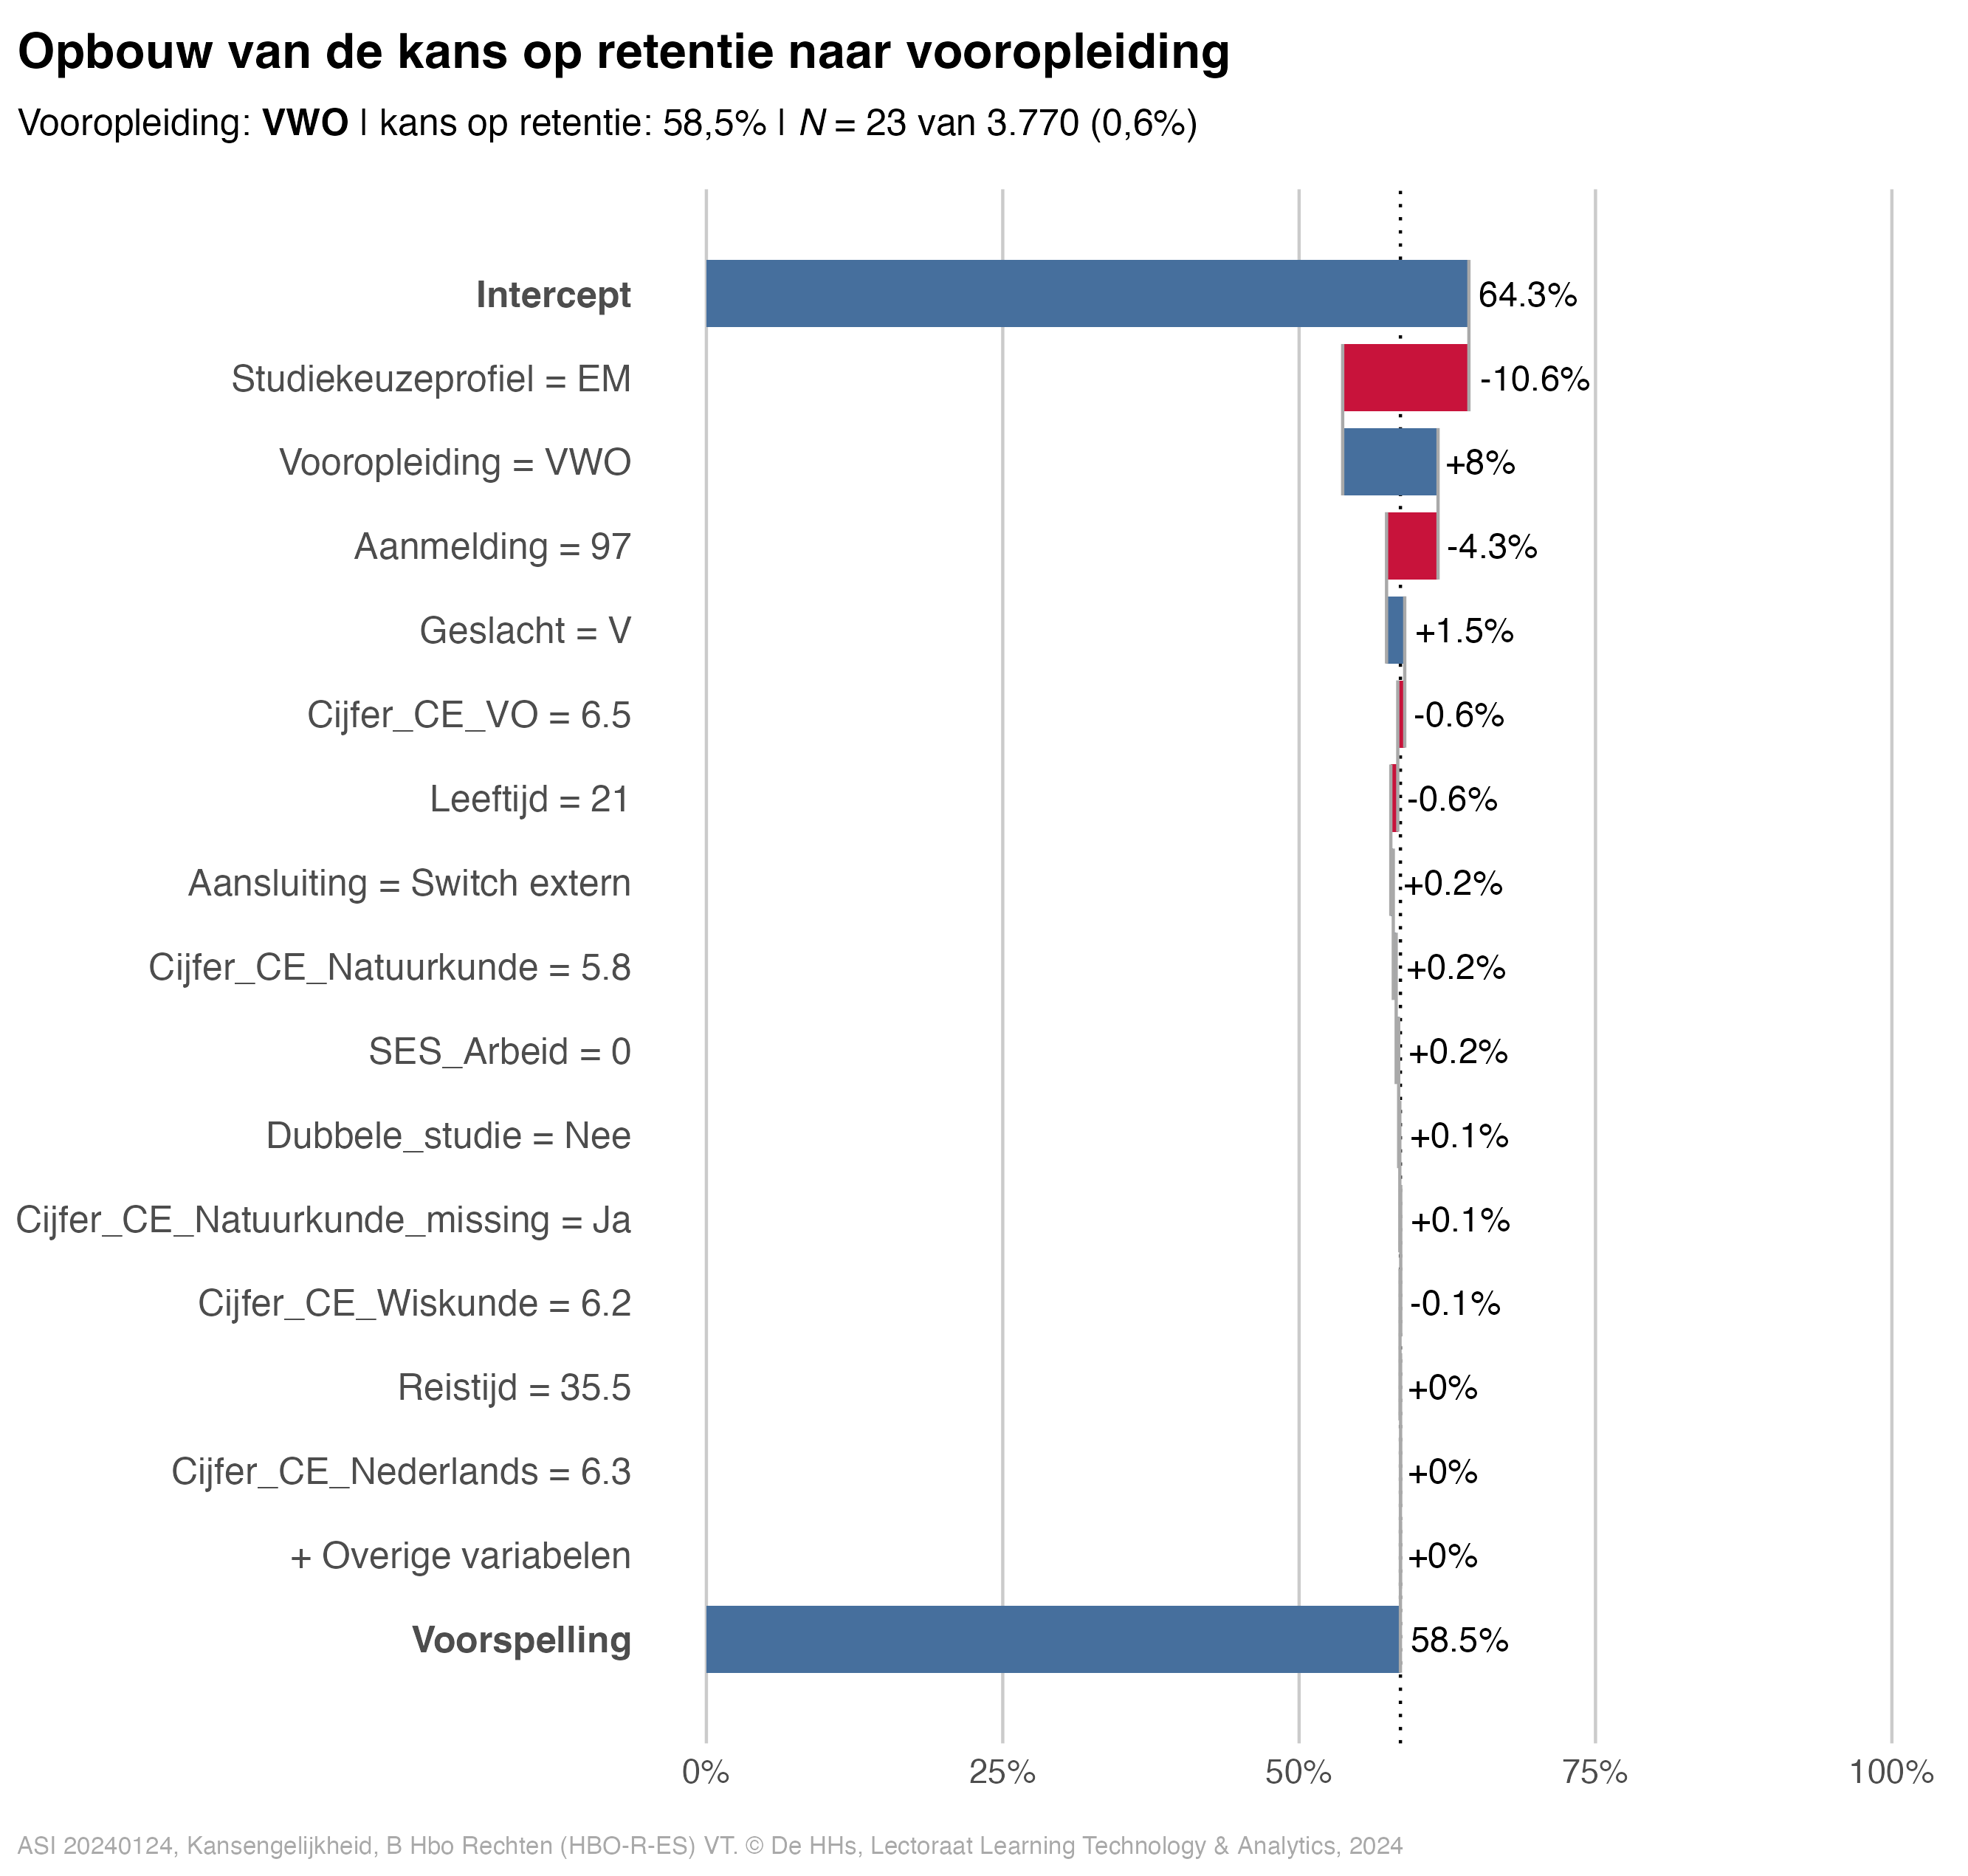 Opbouw van de kans op retentie naar vooropleiding
Vooropleiding: VWO | kans op retentie: 58,5% | N = 23 van 3.770 (0,6%)
Intercept 64.3%
Studiekeuzeprofiel = EM -10.6%
Vooropleiding = VWO +8%
Aanmelding = 97 -4.3%
Geslacht = V +1.5%
Cijfer_CE_VO = 6.5 -0.6%
Leeftijd = 21 -0.6%
Aansluiting = Switch extern +0.2%
Cijfer_CE_Natuurkunde = 5.8 +0.2%
SES_Arbeid = 0 +0.2%
Dubbele_studie = Nee +0.1%
Cijfer_CE_Natuurkunde_missing = Ja +0.1%
Cijfer_CE_Wiskunde = 6.2 -0.1%
Reistijd = 35.5 +0%
Cijfer_CE_Nederlands = 6.3 +0%
+ Overige variabelen +0%
Voorspelling 58.5%
0% 25% 50% 75% 100%
ASI 20240124, Kansengelijkheid, B Hbo Rechten (HBO-R-ES) VT. © De HHs, Lectoraat Learning Technology & Analytics, 2024